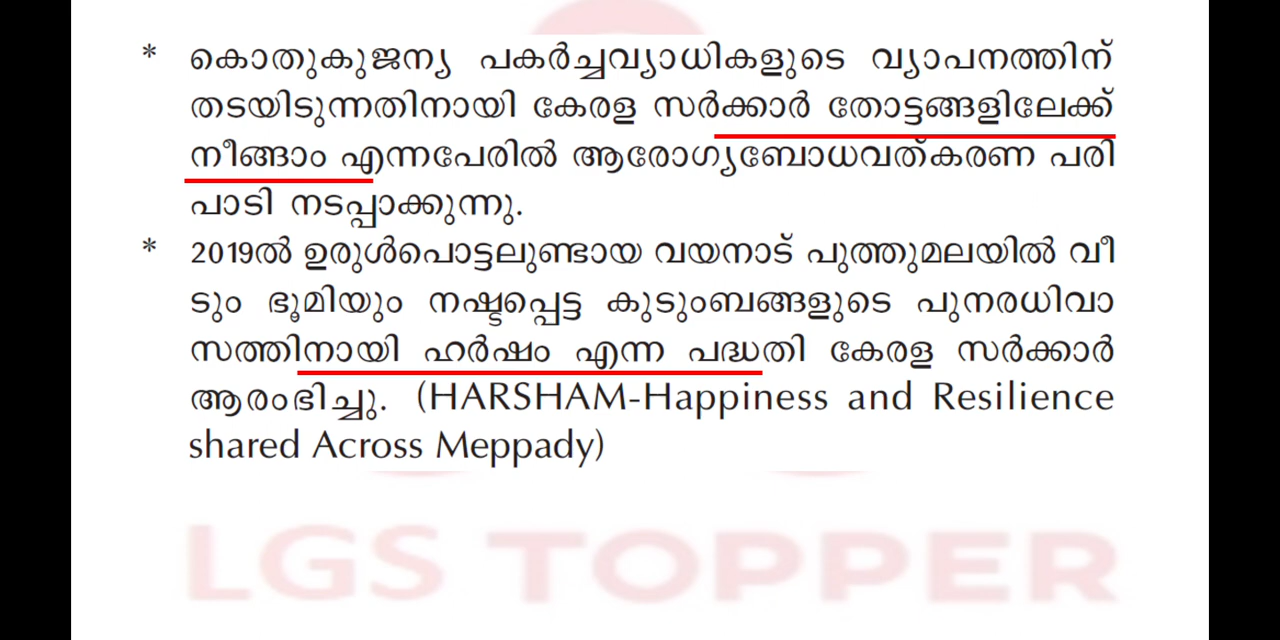 * കൊതുകുജന്യ പകർച്ചവ്യാധികളുടെ വ്യാപനത്തിന്
തടയിടുന്നതിനായി കേരള സർക്കാർ തോട്ടങ്ങളിലേക്ക്
നീങ്ങാം എന്നപേരിൽ ആരോഗ്യബോധവത്കരണ പരി
പാടി നടപ്പാക്കുന്നു.
* 2019ൽ ഉരുൾപൊട്ടലുണ്ടായ വയനാട് പുത്തുമലയിൽ വീ
ടും ഭൂമിയും നഷ്ടപ്പെട്ട കുടുംബങ്ങളുടെ പുനരധിവാ
സത്തിനായി ഹർഷം എന്ന പദ്ധതി കേരള സർക്കാർ
ആരംഭിച്ചു. (HARSHAM-Happiness and Resilience
shared Across Meppady)
LGS TOPPER